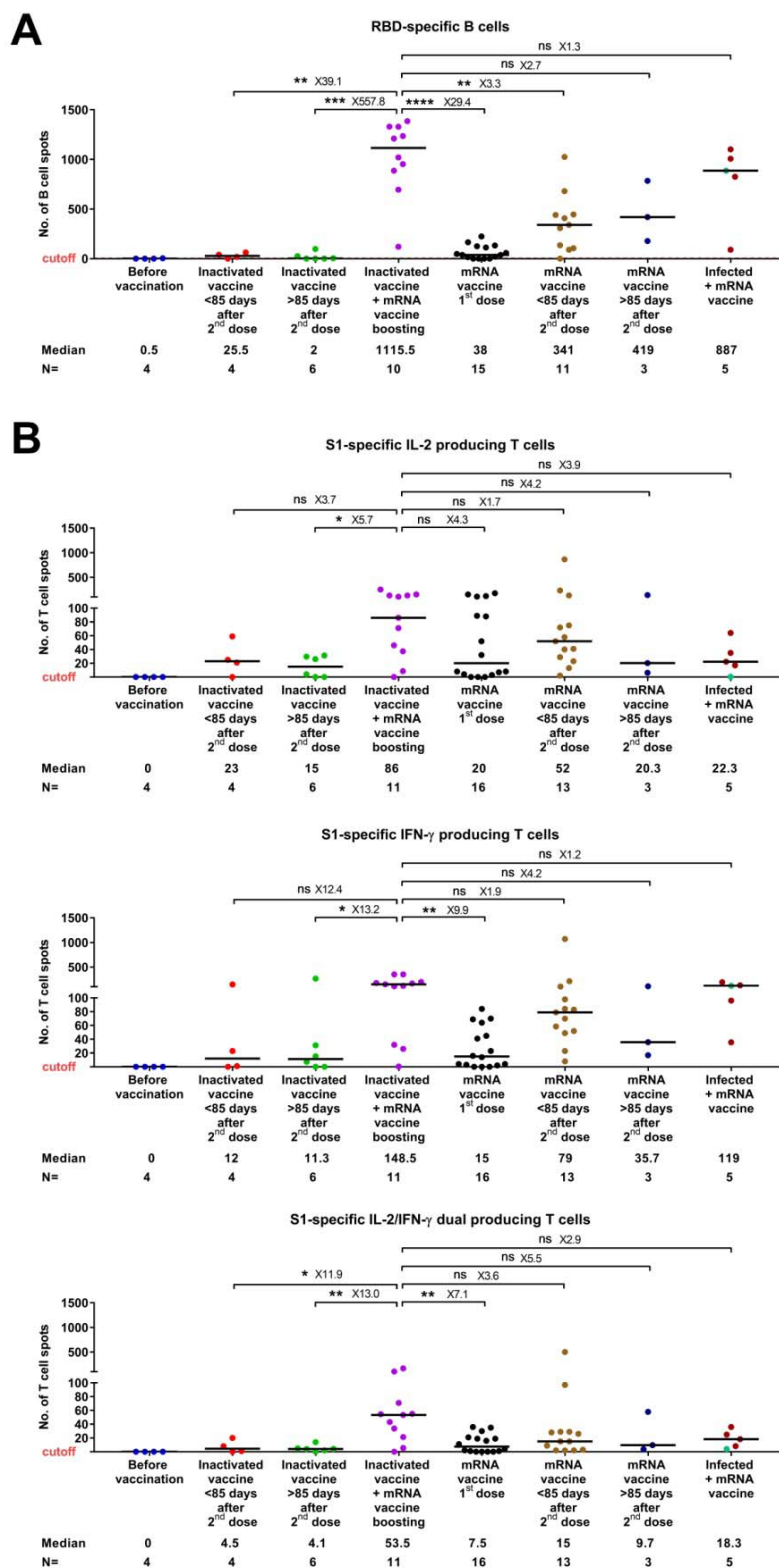 A
RBD-specific B cells
ns X1.3
ns X2.7
** X39.1 ** X3.3
*** X557.8 **** X29.4
No. of B cell spots
1500
1000
500
0
cutoff
Before vaccination
Inactivated vaccine <85 days after 2nd dose
Inactivated vaccine >85 days after 2nd dose
Inactivated vaccine + mRNA vaccine boosting
mRNA vaccine 1st dose
mRNA vaccine <85 days after 2nd dose
mRNA vaccine >85 days after 2nd dose
Infected + mRNA vaccine
Median 0.5 25.5 2 1115.5 38 341 419 887
N= 4 4 6 10 15 11 3 5
B
S1-specific IL-2 producing T cells
ns X3.9
ns X4.2
ns X3.7 ns X1.7
* X5.7 ns X4.3
No. of T cell spots
1500
1000
500
100
80
60
40
20
cutoff
Before vaccination
Inactivated vaccine <85 days after 2nd dose
Inactivated vaccine >85 days after 2nd dose
Inactivated vaccine + mRNA vaccine boosting
mRNA vaccine 1st dose
mRNA vaccine <85 days after 2nd dose
mRNA vaccine >85 days after 2nd dose
Infected + mRNA vaccine
Median 0 23 15 86 20 52 20.3 22.3
N= 4 4 6 11 16 13 3 5
S1-specific IFN-γ producing T cells
ns X1.2
ns X4.2
ns X12.4 ns X1.9
* X13.2 ** X9.9
No. of T cell spots
1500
1000
500
100
80
60
40
20
cutoff
Before vaccination
Inactivated vaccine <85 days after 2nd dose
Inactivated vaccine >85 days after 2nd dose
Inactivated vaccine + mRNA vaccine boosting
mRNA vaccine 1st dose
mRNA vaccine <85 days after 2nd dose
mRNA vaccine >85 days after 2nd dose
Infected + mRNA vaccine
Median 0 12 11.3 148.5 15 79 35.7 119
N= 4 4 6 11 16 13 3 5
S1-specific IL-2/IFN-γ dual producing T cells
ns X2.9
ns X5.5
* X11.9 ns X3.6
** X13.0 ** X7.1
No. of T cell spots
1500
1000
500
100
80
60
40
20
cutoff
Before vaccination
Inactivated vaccine <85 days after 2nd dose
Inactivated vaccine >85 days after 2nd dose
Inactivated vaccine + mRNA vaccine boosting
mRNA vaccine 1st dose
mRNA vaccine <85 days after 2nd dose
mRNA vaccine >85 days after 2nd dose
Infected + mRNA vaccine
Median 0 4.5 4.1 53.5 7.5 15 9.7 18.3
N= 4 4 6 11 16 13 3 5